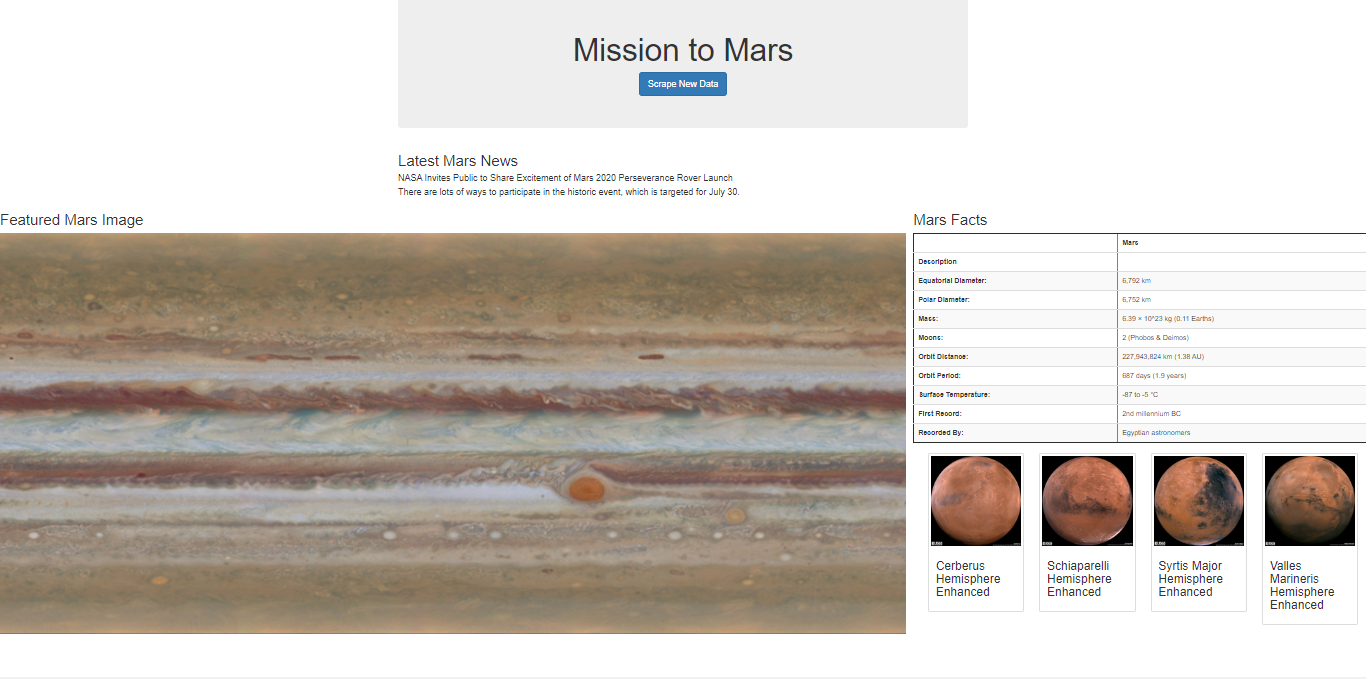 Mission to Mars
Scrape New Data
Latest Mars News
NASA Invites Public to Share Excitement of Mars 2020 Perseverance Rover Launch
There are lots of ways to participate in the historic event, which is targeted for July 30.
Featured Mars Image
Mars Facts
Mars
Description
Equatorial Diameter: 6,792 km
Polar Diameter: 6,752 km
Mass: 6.39 × 10^23 kg (0.11 Earths)
Moons: 2 (Phobos & Deimos)
Orbit Distance: 227,943,824 km (1.38 AU)
Orbit Period: 687 days (1.9 years)
Surface Temperature: -87 to -5 °C
First Record: 2nd millennium BC
Recorded By: Egyptian astronomers
Cerberus
Hemisphere
Enhanced
Schiaparelli
Hemisphere
Enhanced
Syrtis Major
Hemisphere
Enhanced
Valles
Marineris
Hemisphere
Enhanced